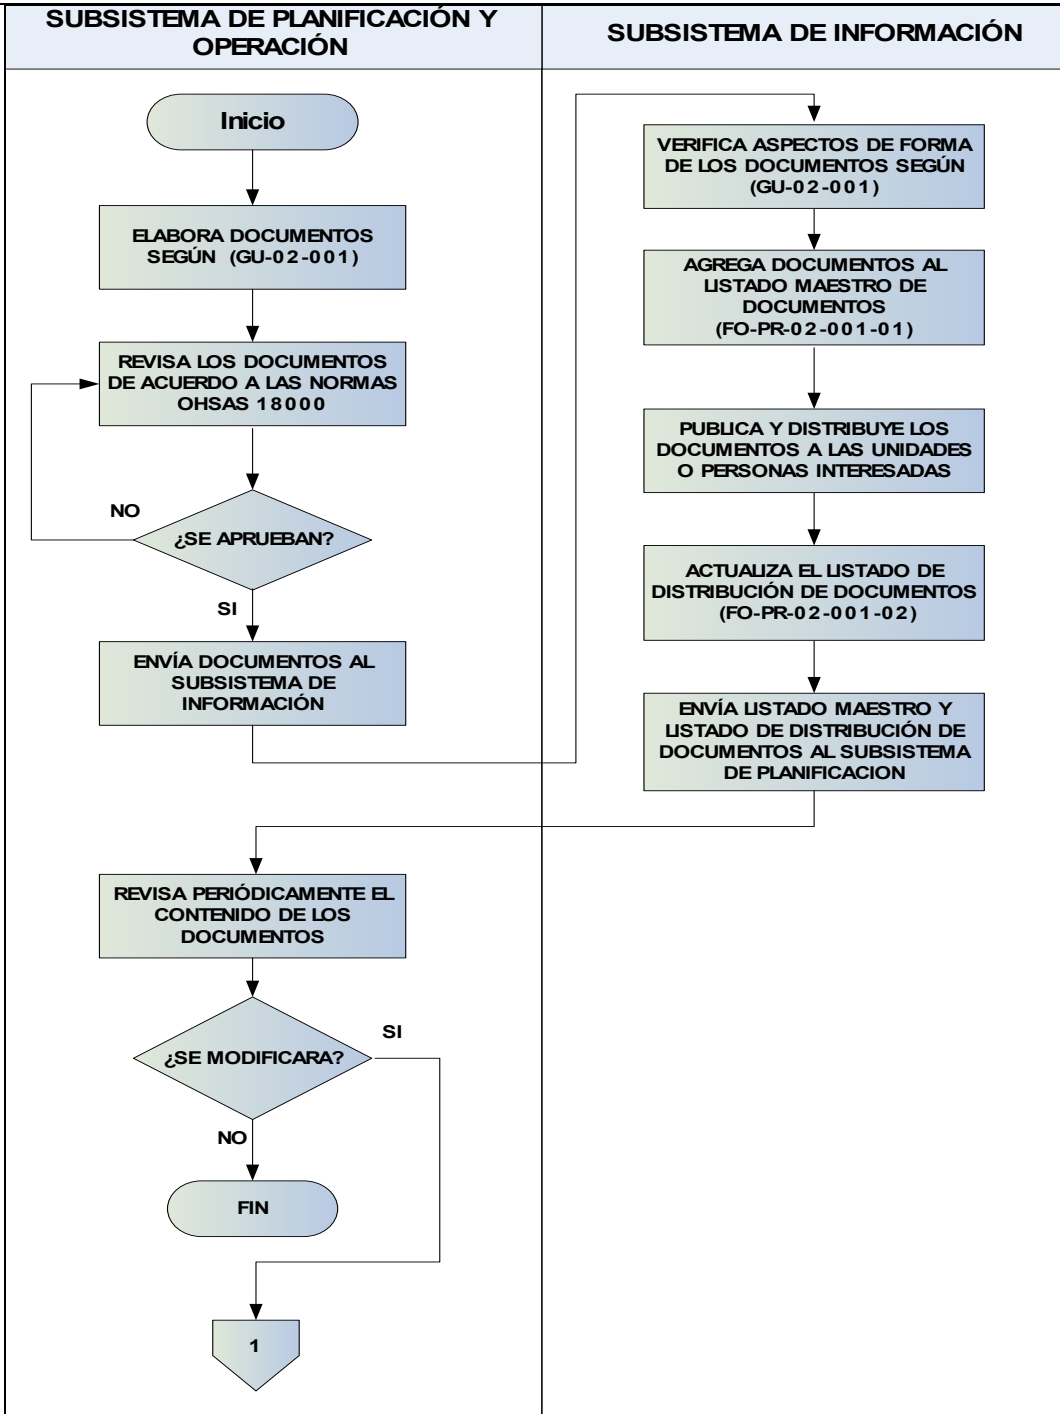 SUBSISTEMA DE PLANIFICACIÓN Y
OPERACIÓN
SUBSISTEMA DE INFORMACIÓN
Inicio
ELABORA DOCUMENTOS
SEGÚN (GU-02-001)
REVISA LOS DOCUMENTOS
DE ACUERDO A LAS NORMAS
OHSAS 18000
NO
¿SE APRUEBAN?
SI
ENVÍA DOCUMENTOS AL
SUBSISTEMA DE
INFORMACIÓN
VERIFICA ASPECTOS DE FORMA
DE LOS DOCUMENTOS SEGÚN
(GU-02-001)
AGREGA DOCUMENTOS AL
LISTADO MAESTRO DE
DOCUMENTOS
(FO-PR-02-001-01)
PUBLICA Y DISTRIBUYE LOS
DOCUMENTOS A LAS UNIDADES
O PERSONAS INTERESADAS
ACTUALIZA EL LISTADO DE
DISTRIBUCIÓN DE DOCUMENTOS
(FO-PR-02-001-02)
ENVÍA LISTADO MAESTRO Y
LISTADO DE DISTRIBUCIÓN DE
DOCUMENTOS AL SUBSISTEMA
DE PLANIFICACION
REVISA PERIÓDICAMENTE EL
CONTENIDO DE LOS
DOCUMENTOS
SI
¿SE MODIFICARA?
NO
FIN
1